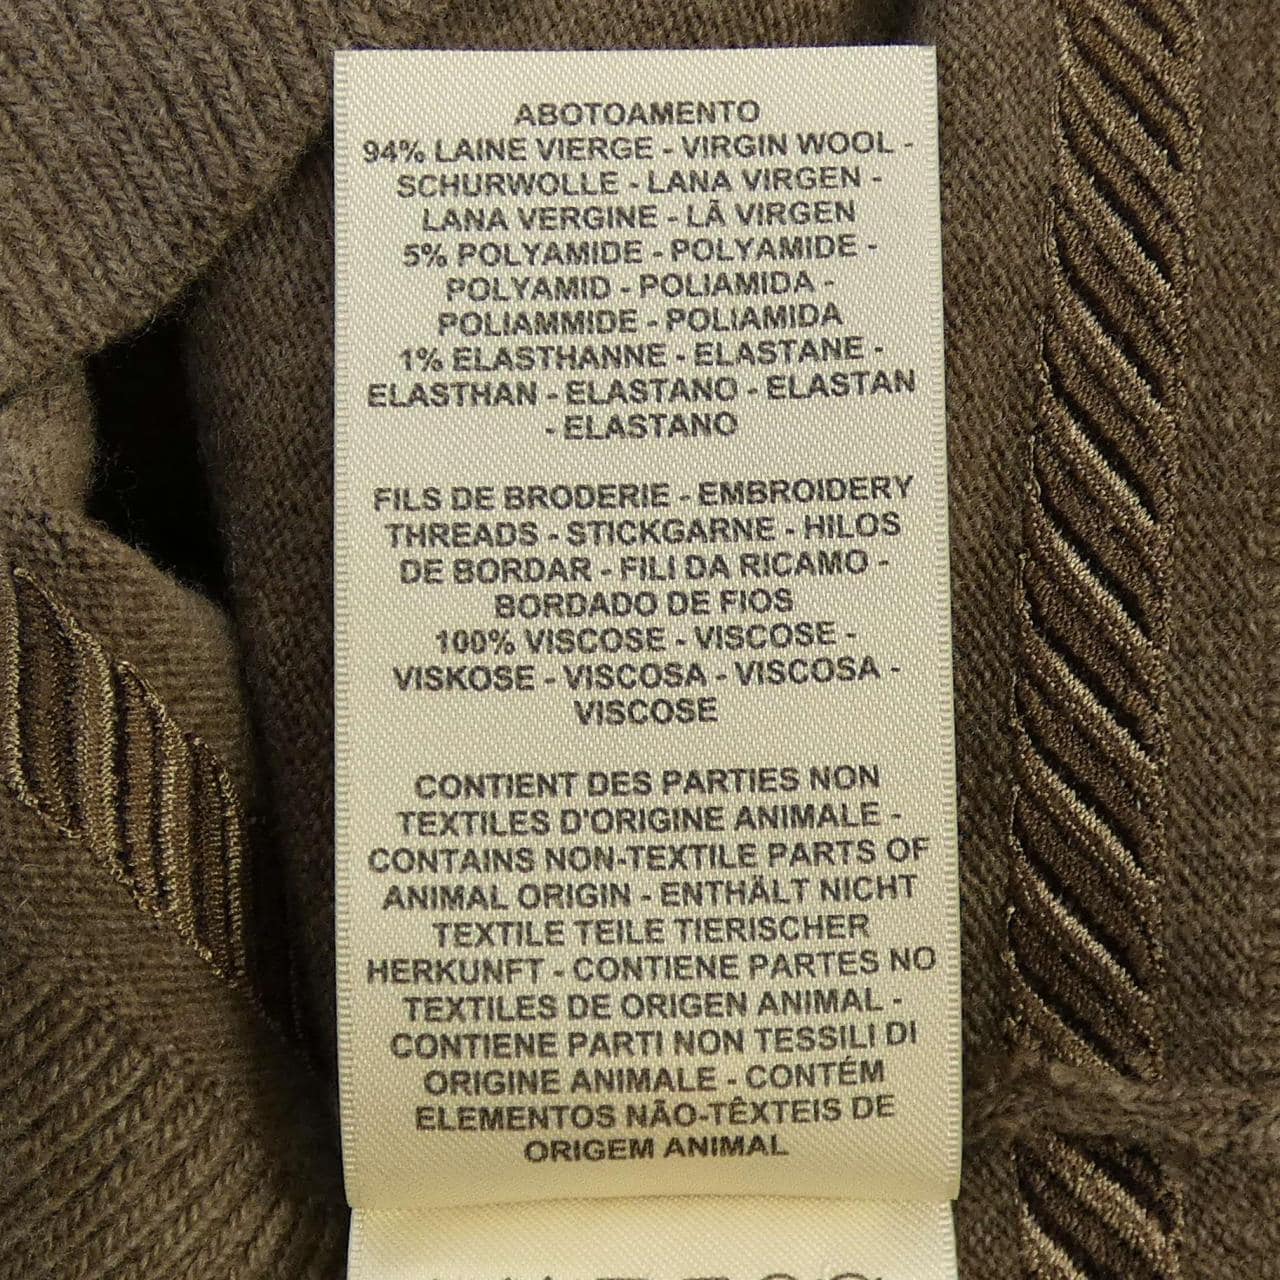 ABOTOAMENTO
94% LAINE VIERGE - VIRGIN WOOL -
SCHURWOLLE - LANA VIRGEN -
LANA VERGINE - LÃ VIRGEN
5% POLYAMIDE - POLYAMIDE -
POLYAMID - POLIAMIDA -
POLIAMMIDE - POLIAMIDA
1% ELASTHANNE - ELASTANE -
ELASTHAN - ELASTANO - ELASTAN
- ELASTANO
FILS DE BRODERIE - EMBROIDERY
THREADS - STICKGARNE - HILOS
DE BORDAR - FILI DA RICAMO -
BORDADO DE FIOS
100% VISCOSE - VISCOSE -
VISKOSE - VISCOSA - VISCOSA -
VISCOSE
CONTIENT DES PARTIES NON
TEXTILES D'ORIGINE ANIMALE -
CONTAINS NON-TEXTILE PARTS OF
ANIMAL ORIGIN - ENTHÄLT NICHT
TEXTILE TEILE TIERISCHER
HERKUNFT - CONTIENE PARTES NO
TEXTILES DE ORIGEN ANIMAL -
CONTIENE PARTI NON TESSILI DI
ORIGINE ANIMALE - CONTÉM
ELEMENTOS NÃO-TÊXTEIS DE
ORIGEM ANIMAL